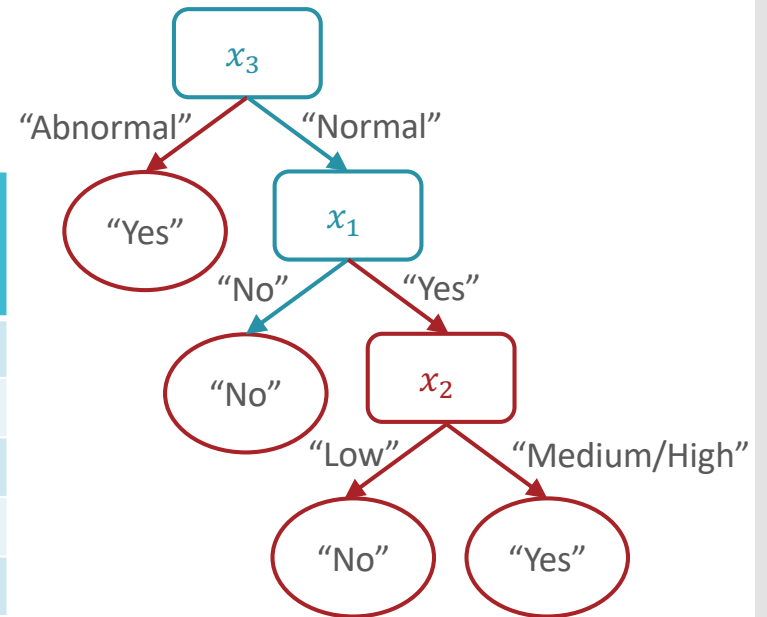 x₃
“Abnormal” “Normal”
“Yes” x₁
“No” “Yes”
“No” x₂
“Low” “Medium/High”
“No” “Yes”